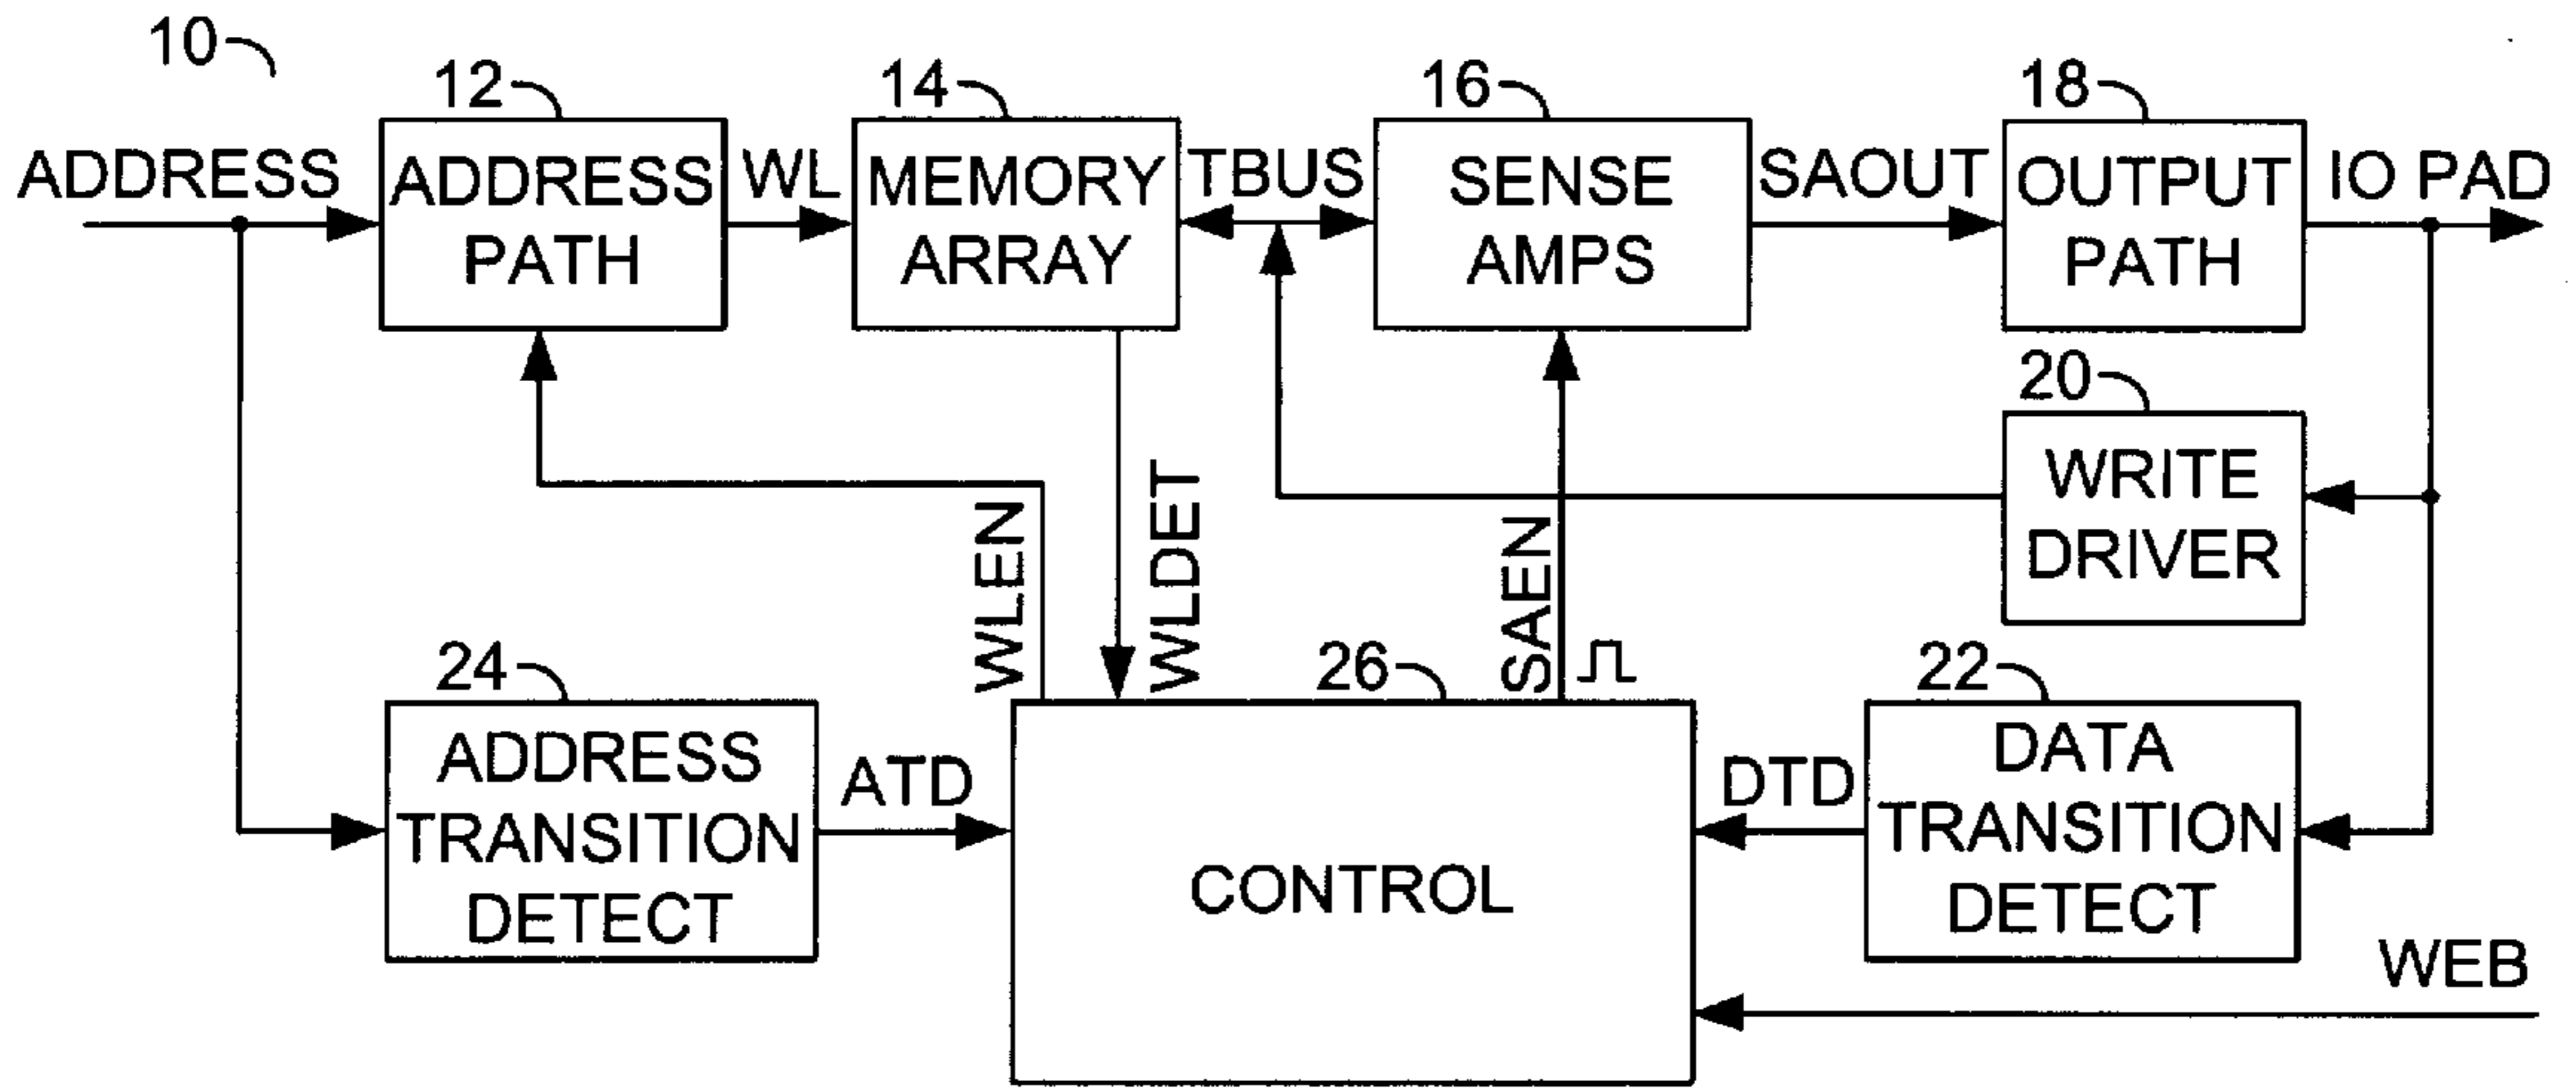 10
12
14
16
18
ADDRESS
ADDRESS
PATH
WL
MEMORY
ARRAY
TBUS
SENSE
AMPS
SAOUT
OUTPUT
PATH
IO PAD
20
WRITE
DRIVER
WLEN
WLDET
SAEN
24
26
22
ADDRESS
TRANSITION
DETECT
ATD
CONTROL
DTD
DATA
TRANSITION
DETECT
WEB